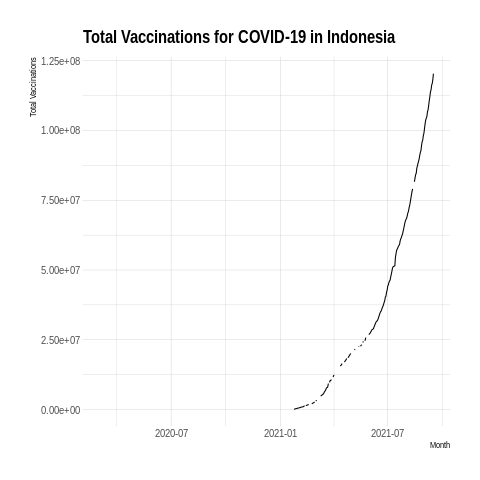 Total Vaccinations for COVID-19 in Indonesia
Total Vaccinations
1.25e+08
1.00e+08
7.50e+07
5.00e+07
2.50e+07
0.00e+00
2020-07
2021-01
2021-07
Month